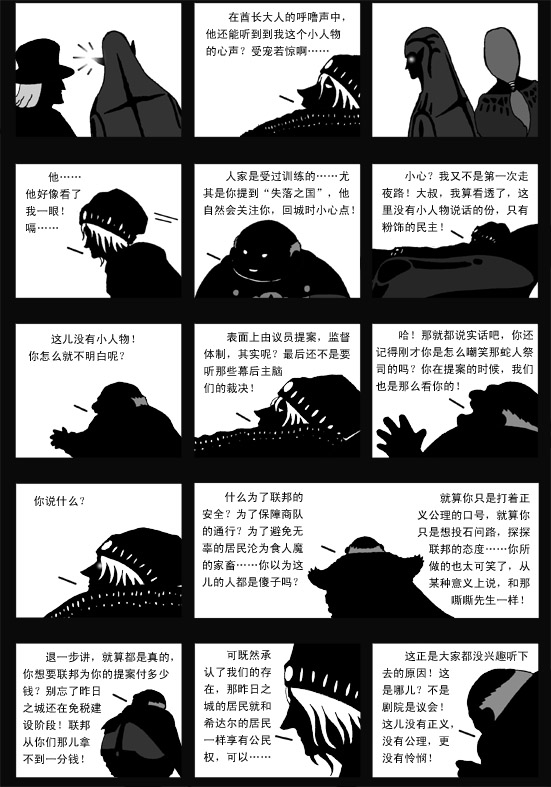 在酋长大人的呼噜声中，
他还能听到到我这个小人物
的心声？受宠若惊啊……
他……
他好像看了
我一眼！
嗝……
人家是受过训练的……尤
其是你提到“失落之国”，他
自然会关注你，回城时小心点！
小心？我又不是第一次走
夜路！大叔，我算看透了，这
里没有小人物说话的份，只有
粉饰的民主！
这儿没有小人物！
你怎么就不明白呢？
表面上由议员提案，监督
体制，其实呢？最后还不是要
听那些幕后主脑
们的裁决！
哈！那就都说实话吧，你还
记得刚才你是怎么嘲笑那蛇人祭
司的吗？你在提案的时候，我们
也是那么看你的！
你说什么？
什么为了联邦的
安全？为了保障商队
的通行？为了避免无
辜的居民沦为食人魔
的家畜……你以为这
儿的人都是傻子吗？
就算你只是打着正
义公理的口号，就算你
只是想投石问路，探探
联邦的态度……你所
做的也太可笑了，从
某种意义上说，和那
嘶嘶先生一样！
退一步讲，就算都是真的，
你想要联邦为你的提案付多少
钱？别忘了昨日
之城还在免税建
设阶段！联邦
从你们那儿拿
不到一分钱！
可既然承
认了我们的存
在，那昨日之
城的居民就和
希达尔的居民
一样享有公民
权，可以……
这正是大家都没兴趣听下
去的原因！这
是哪儿？不是
剧院是议会！
这儿没有正义，
没有公理，更
没有怜悯！